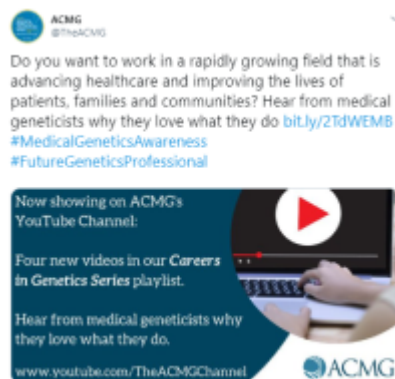 ACMG
@TheACMG
Do you want to work in a rapidly growing field that is
advancing healthcare and improving the lives of
patients, families and communities? Hear from medical
geneticists why they love what they do bit.ly/2TdWEMB
#MedicalGeneticsAwareness
#FutureGeneticsProfessional
Now showing on ACMG's
YouTube Channel:
Four new videos in our Careers
in Genetics Series playlist.
Hear from medical geneticists why
they love what they do.
www.youtube.com/TheACMGChannel
ACMG